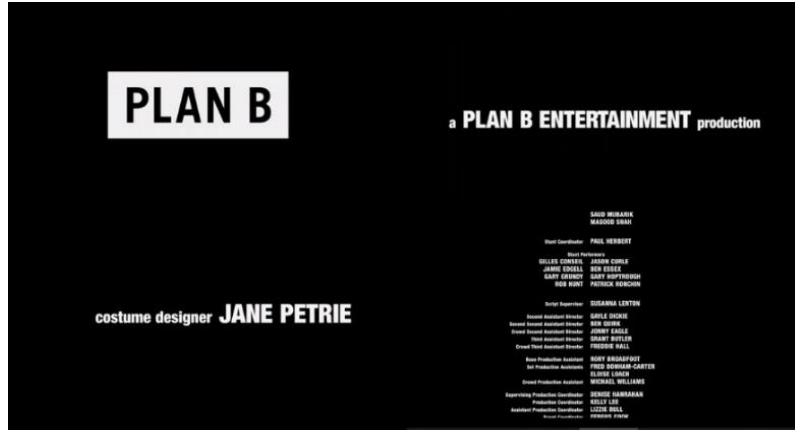 PLAN B
a PLAN B ENTERTAINMENT production
costume designer JANE PETRIE
SAUD MUBARIK
MASOOD SHAH
Stunt Coordinator PAUL HERBERT
Stunt Performers
GILLES CONSEIL JASON CURLE
JAMIE EDGELL BEN ESSEX
GARY GRUNDY GARY HOPTROUGH
ROB HUNT PATRICK RONCHIN
Script Supervisor SUSANNA LENTON
Second Assistant Director GAYLE DICKIE
Second Second Assistant Director BEN QUIRK
Crowd Second Assistant Director JONNY EAGLE
Third Assistant Director GRANT BUTLER
Crowd Third Assistant Director FREDDIE HALL
Base Production Assistant RORY BROADFOOT
Set Production Assistants FRED BONHAM-CARTER
ELOISE LOACH
Crowd Production Assistant MICHAEL WILLIAMS
Supervising Production Coordinator DENISE HANRAHAN
Production Coordinator KELLY LEE
Assistant Production Coordinator LIZZIE BULL